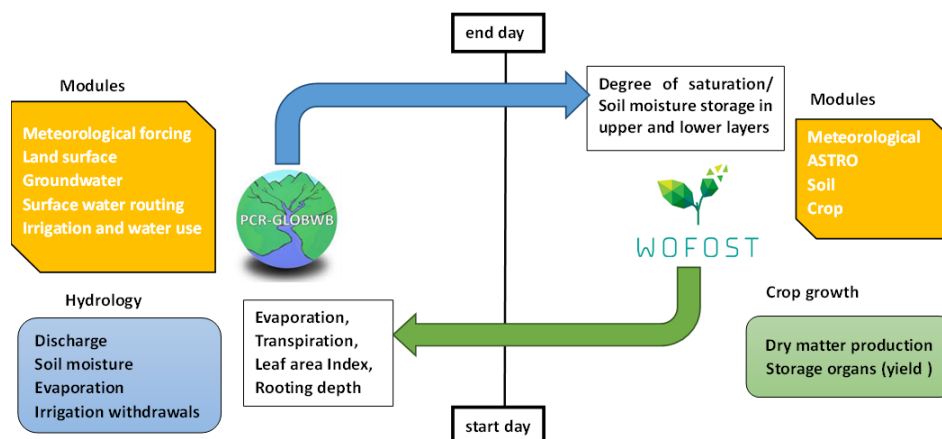 end day
Modules
Meteorological forcing
Land surface
Groundwater
Surface water routing
Irrigation and water use
PCR-GLOBWB
Degree of saturation/
Soil moisture storage in
upper and lower layers
Modules
Meteorological
ASTRO
Soil
Crop
WOFOST
Hydrology
Discharge
Soil moisture
Evaporation
Irrigation withdrawals
Evaporation,
Transpiration,
Leaf area Index,
Rooting depth
Crop growth
Dry matter production
Storage organs (yield )
start day